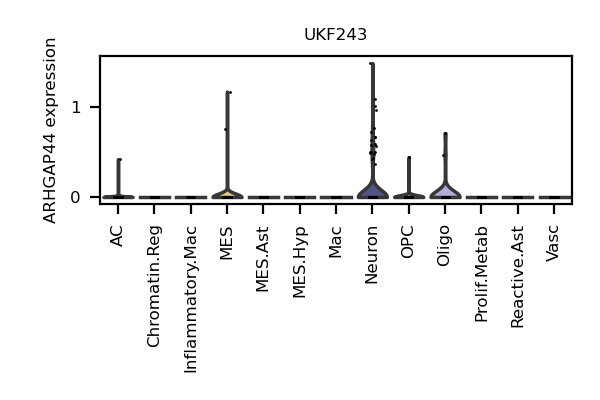 UKF243
ARHGAP44 expression
1
0
AC
Chromatin.Reg
Inflammatory.Mac
MES
MES.Ast
MES.Hyp
Mac
Neuron
OPC
Oligo
Prolif.Metab
Reactive.Ast
Vasc